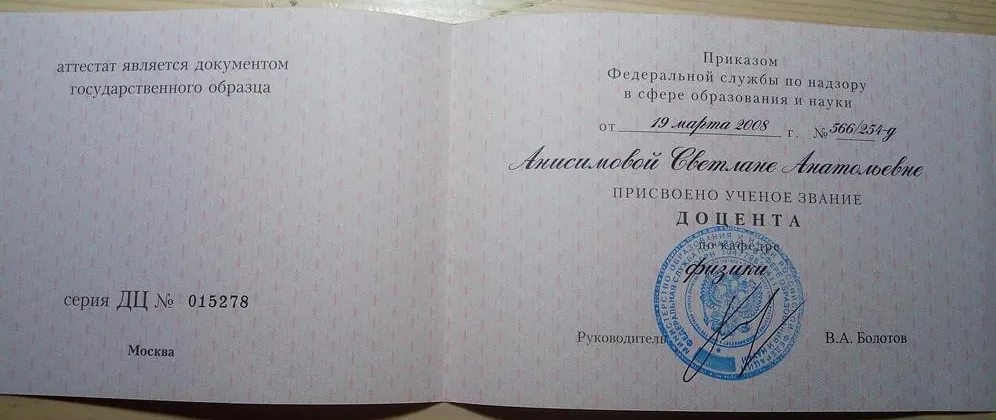 аттестат является документом
государственного образца
серия ДЦ № 015278
Москва
Приказом
Федеральной службы по надзору
в сфере образования и науки
от 19 марта 2008 г. № 566/254-д
Анисимовой Светлане Анатольевне
ПРИСВОЕНО УЧЕНОЕ ЗВАНИЕ
ДОЦЕНТА
по кафедре
физики
Руководитель В.А. Болотов